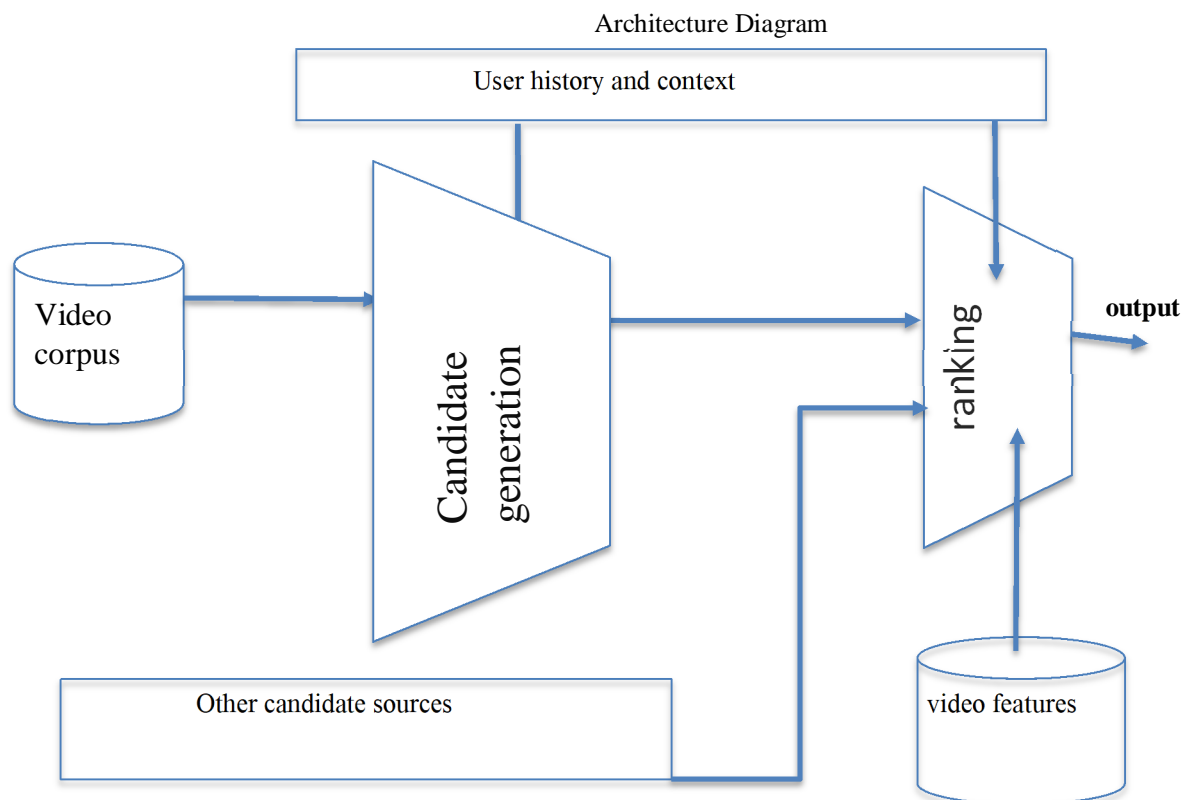 Architecture Diagram
User history and context
Video
corpus
Candidate
generation
ranking
output
Other candidate sources
video features